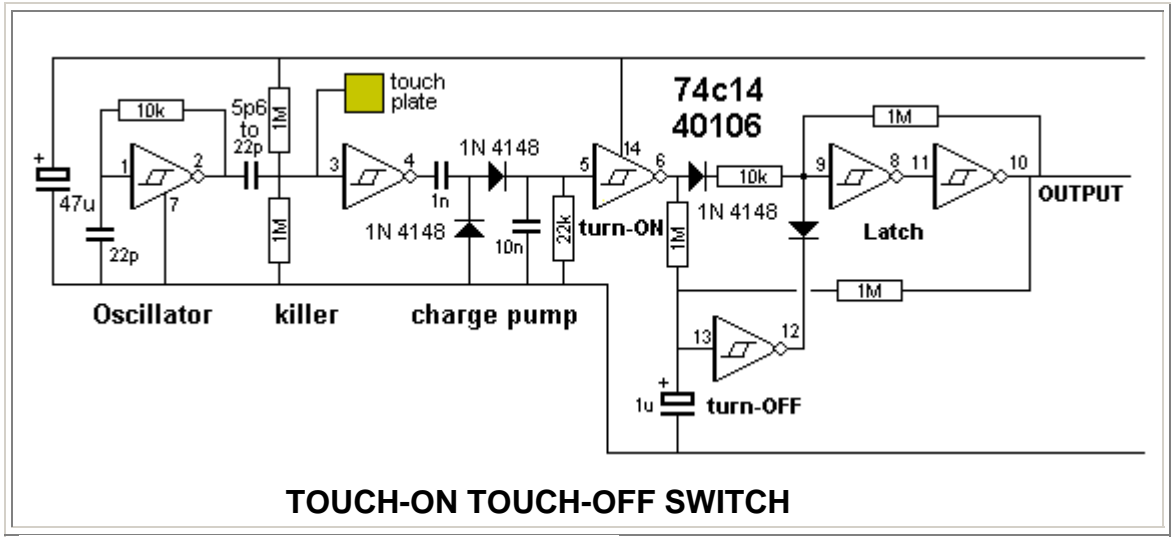 touch
plate
74c14
40106
10k
5p6
to
22p
1M
1M
1N 4148
1M
+
1
2
3
4
5
14
6
10k
9
8
11
10
OUTPUT
47u
7
1n
22k
turn-ON
1M
1N 4148
Latch
22p
1N 4148
10n
1M
Oscillator
killer
charge pump
13
12
+
1u
turn-OFF
TOUCH-ON TOUCH-OFF SWITCH